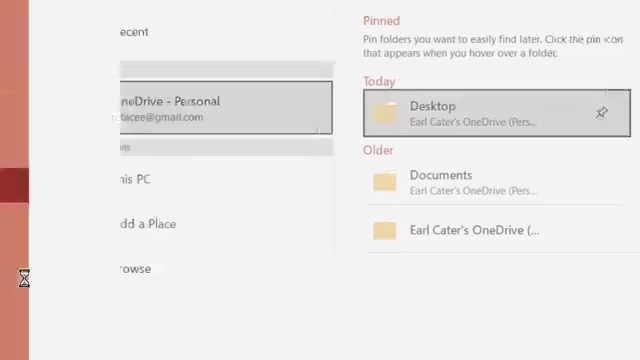 ecent
neDrive - Personal
retacee@gmail.com
ons
his PC
dd a Place
rowse
Pinned
Pin folders you want to easily find later. Click the pin icon
that appears when you hover over a folder.
Today
Desktop
Earl Cater's OneDrive (Pers...
Older
Documents
Earl Cater's OneDrive (Pers...
Earl Cater's OneDrive (...